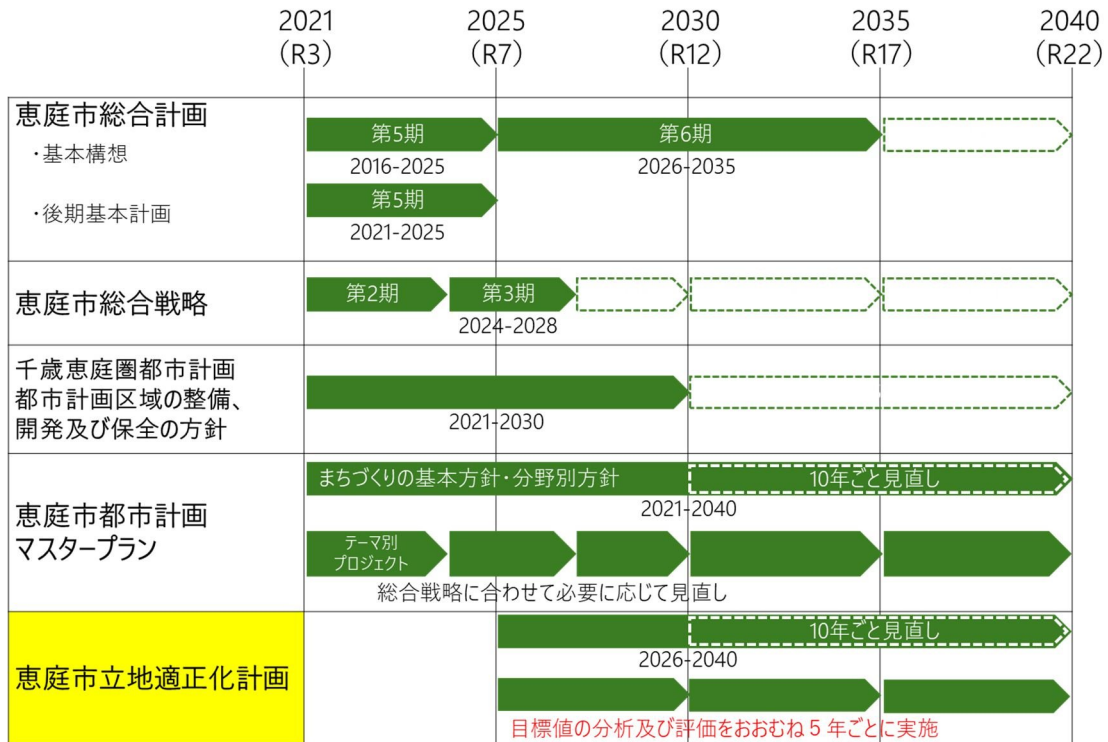 2021
(R3)
2025
(R7)
2030
(R12)
2035
(R17)
2040
(R22)
恵庭市総合計画
・基本構想
・後期基本計画
第5期
2016-2025
第6期
2026-2035
第5期
2021-2025
恵庭市総合戦略
第2期
第3期
2024-2028
千歳恵庭圏都市計画
都市計画区域の整備、
開発及び保全の方針
2021-2030
恵庭市都市計画
マスタープラン
まちづくりの基本方針・分野別方針
10年ごと見直し
2021-2040
テーマ別
プロジェクト
総合戦略に合わせて必要に応じて見直し
恵庭市立地適正化計画
10年ごと見直し
2026-2040
目標値の分析及び評価をおおむね5年ごとに実施